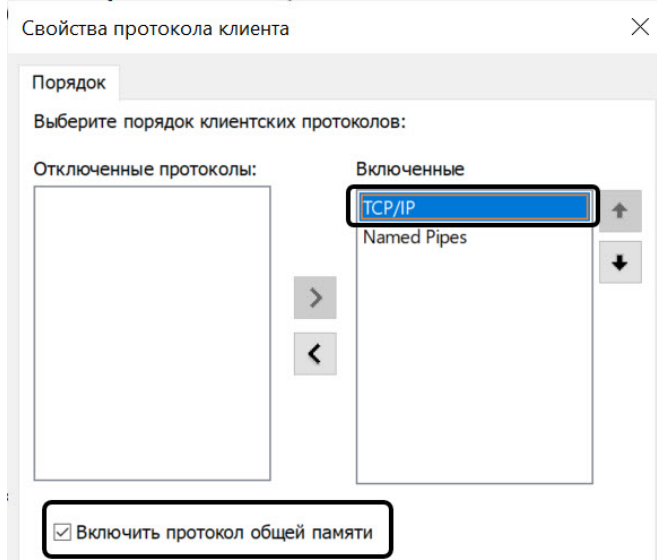 Свойства протокола клиента
Порядок
Выберите порядок клиентских протоколов:
Отключенные протоколы:
Включенные
TCP/IP
Named Pipes
Включить протокол общей памяти